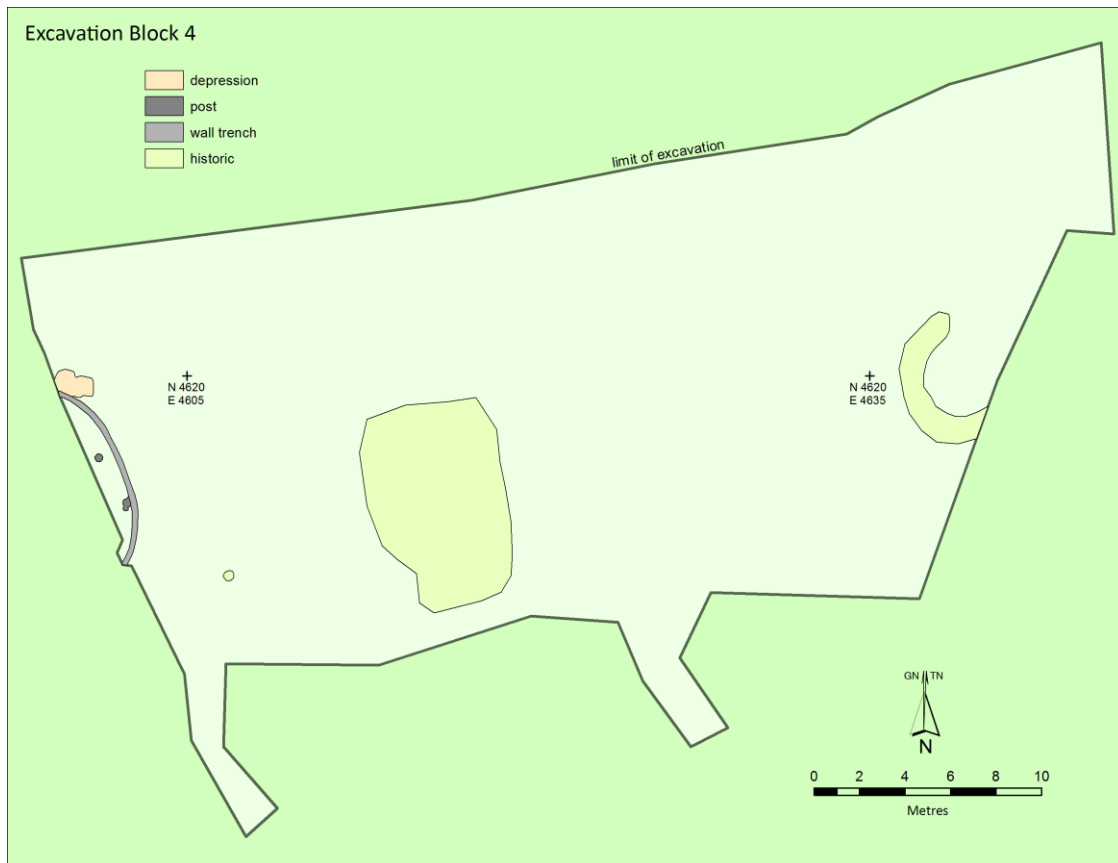 Excavation Block 4
depression
post
wall trench
historic
limit of excavation
N 4620
E 4605
N 4620
E 4635
GN TN
N
0 2 4 6 8 10
Metres